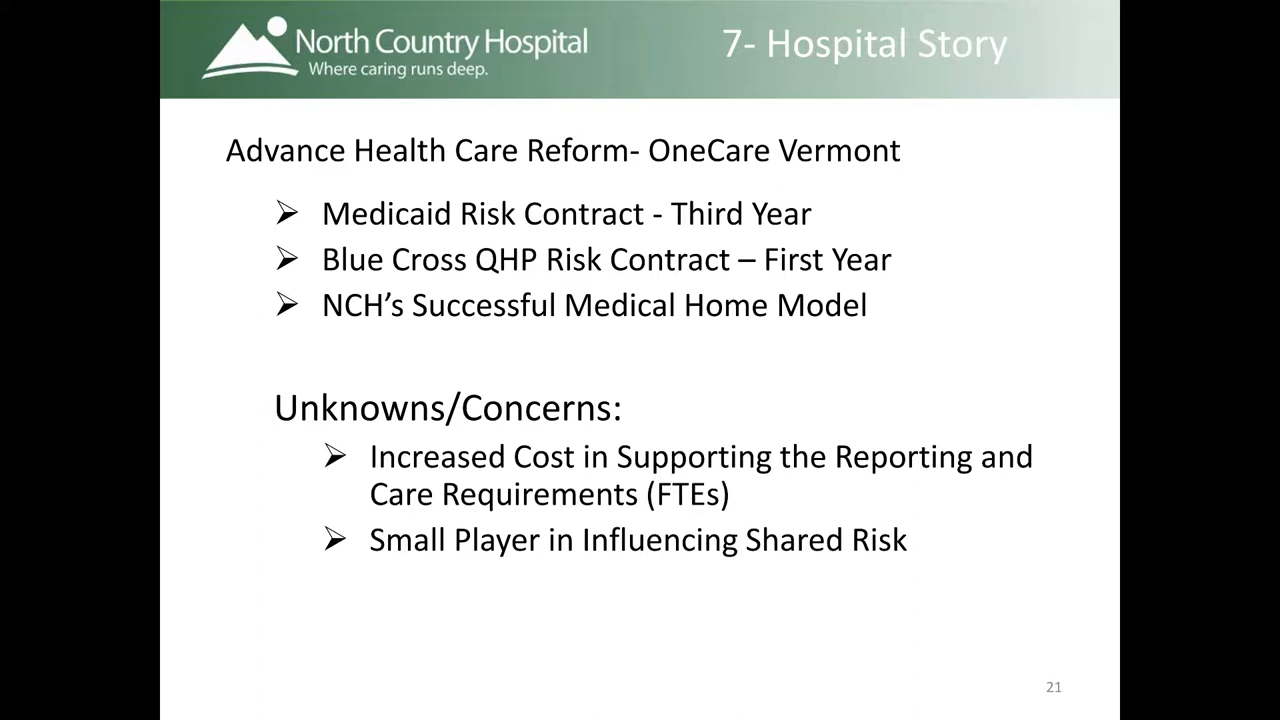 North Country Hospital
Where caring runs deep.
7- Hospital Story
Advance Health Care Reform- OneCare Vermont
➢ Medicaid Risk Contract - Third Year
➢ Blue Cross QHP Risk Contract – First Year
➢ NCH’s Successful Medical Home Model
Unknowns/Concerns:
➢ Increased Cost in Supporting the Reporting and
Care Requirements (FTEs)
➢ Small Player in Influencing Shared Risk
21